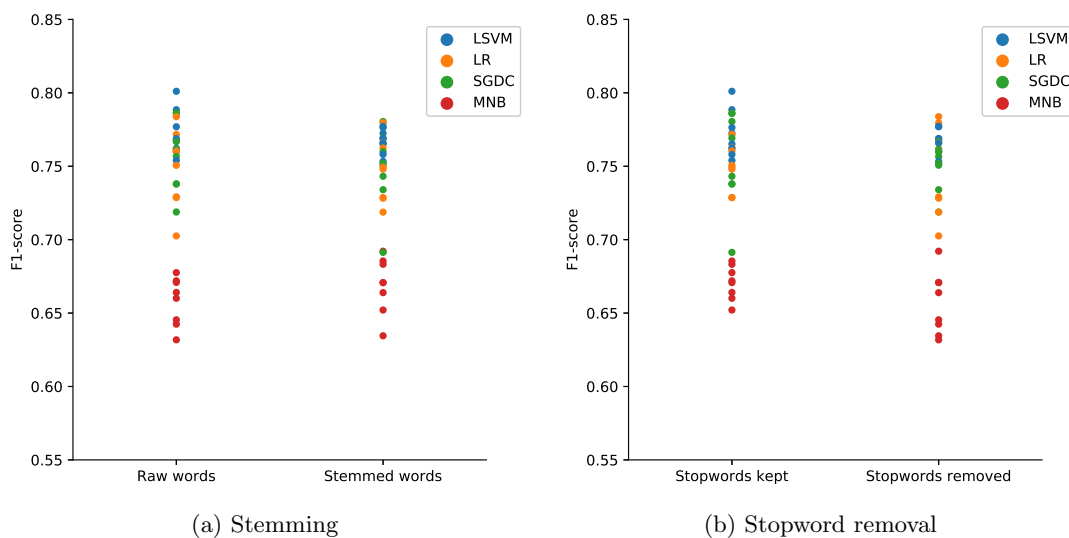 0.85
0.80
0.75
0.70
0.65
0.60
0.55
F1-score
LSVM
LR
SGDC
MNB
Raw words
Stemmed words
(a) Stemming
0.85
0.80
0.75
0.70
0.65
0.60
0.55
F1-score
LSVM
LR
SGDC
MNB
Stopwords kept
Stopwords removed
(b) Stopword removal